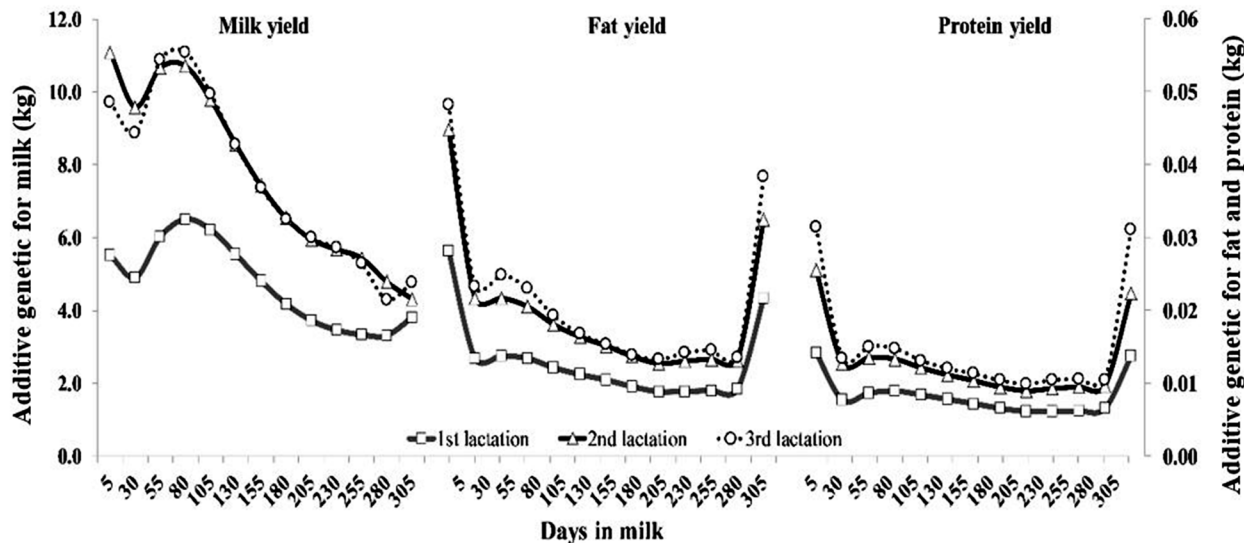 Milk yield Fat yield Protein yield
Additive genetic for milk (kg)
12.0
10.0
8.0
6.0
4.0
2.0
0.0
0.06
0.05
0.04
0.03
0.02
0.01
0.00
Additive genetic for fat and protein (kg)
1st lactation 2nd lactation 3rd lactation
5 30 55 80 105 130 155 180 205 230 255 280 305 5 30 55 80 105 130 155 180 205 230 255 280 305 5 30 55 80 105 130 155 180 205 230 255 280 305
Days in milk